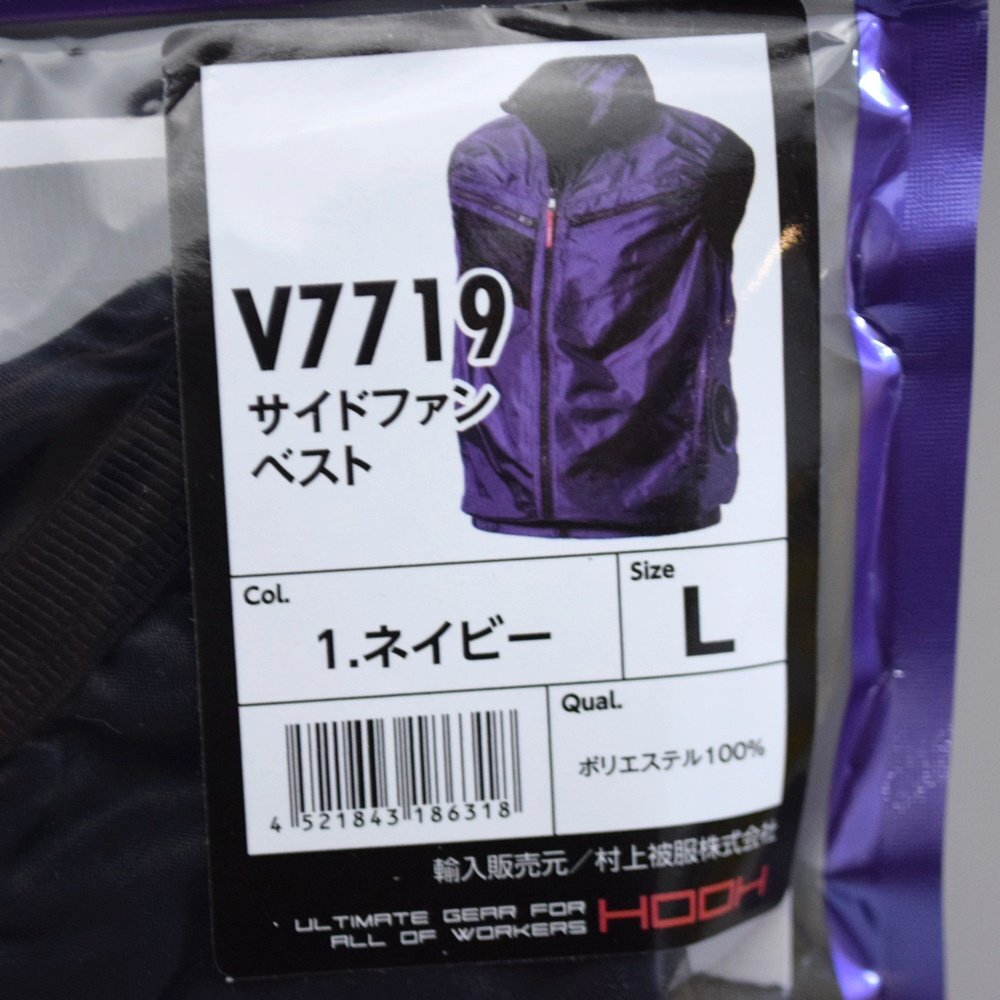 V7719
サイドファン
ベスト
Col.
1.ネイビー
Size
L
Qual.
ポリエステル100%
4 521843 186318
輸入販売元／村上被服株式会社
ULTIMATE GEAR FOR
ALL OF WORKERS
HOOH